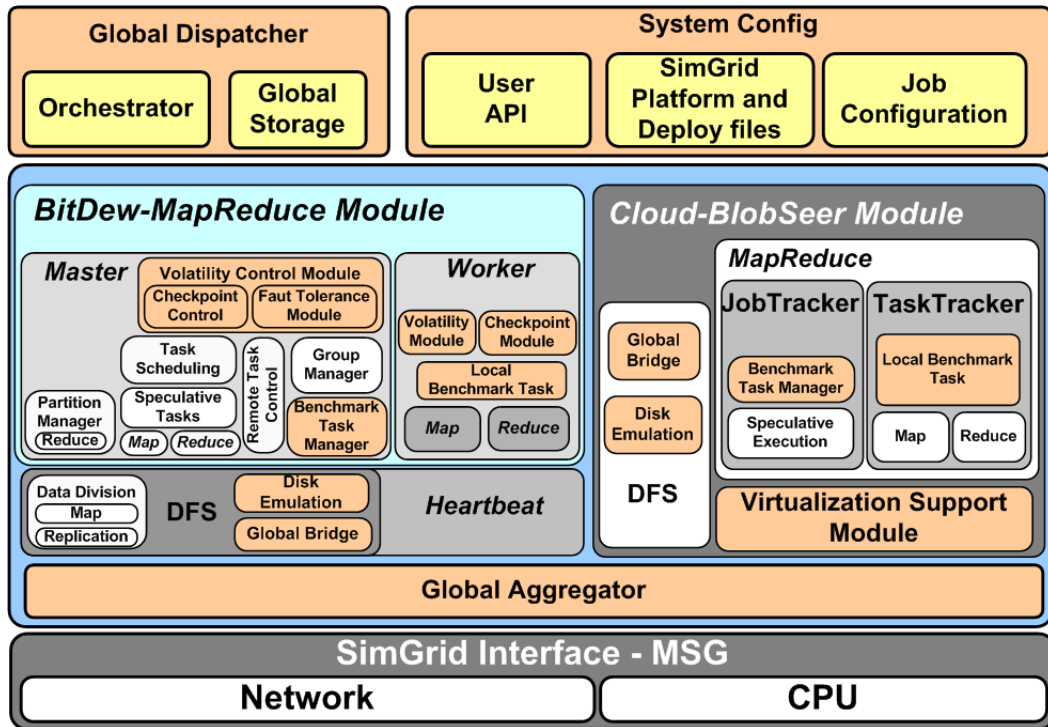 Global Dispatcher
Orchestrator
Global
Storage
System Config
User
API
SimGrid
Platform and
Deploy files
Job
Configuration
BitDew-MapReduce Module
Master
Volatility Control Module
Checkpoint
Control
Faut Tolerance
Module
Task
Scheduling
Speculative
Tasks
Map
Reduce
Partition
Manager
Reduce
Remote Task
Control
Group
Manager
Benchmark
Task
Manager
Worker
Volatility
Module
Checkpoint
Module
Local
Benchmark Task
Map
Reduce
Data Division
Map
Replication
DFS
Disk
Emulation
Global Bridge
Heartbeat
Cloud-BlobSeer Module
Global
Bridge
Disk
Emulation
DFS
MapReduce
JobTracker
Benchmark
Task Manager
Speculative
Execution
TaskTracker
Local Benchmark
Task
Map
Reduce
Virtualization Support
Module
Global Aggregator
SimGrid Interface - MSG
Network
CPU